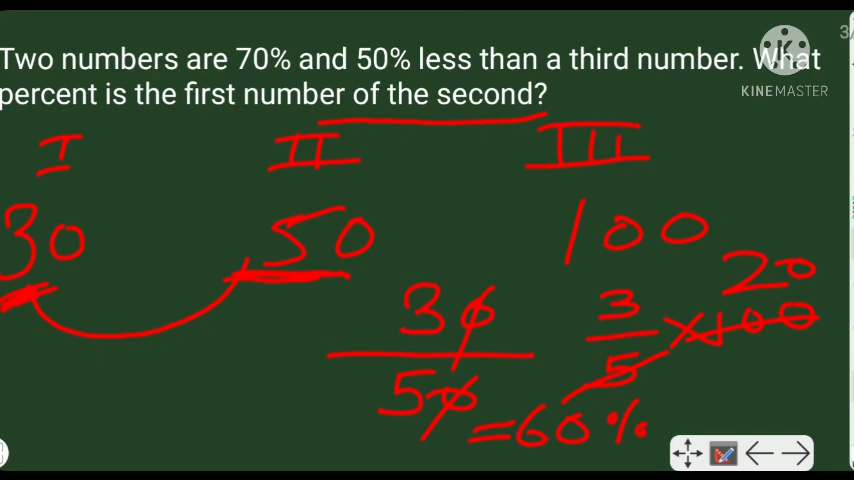 Two numbers are 70% and 50% less than a third number. What
percent is the first number of the second?
KINEMASTER
I II III
30 50 100
20
30/50 3/5 × 100
= 60%